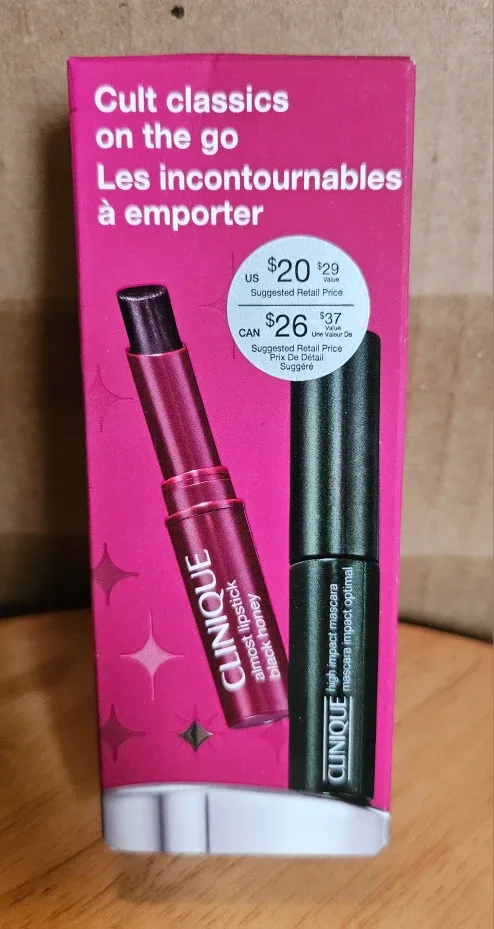 Cult classics
on the go
Les incontournables
à emporter
US $20 $29 Value
Suggested Retail Price
CAN $26 $37 Value Une Valeur De
Suggested Retail Price
Prix De Détail
Suggéré
CLINIQUE
almost lipstick
black honey
CLINIQUE
high impact mascara
mascara impact optimal